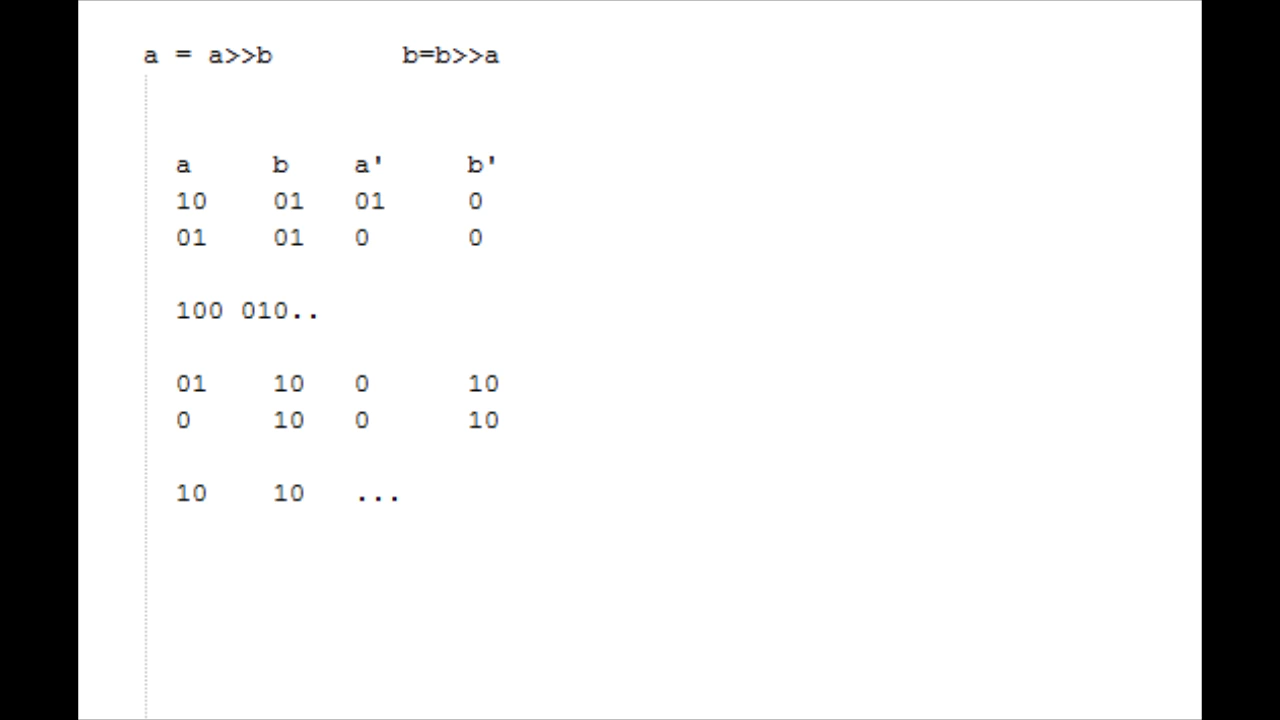 a = a>>b        b=b>>a
a     b    a'     b'
10    01   01     0
01    01   0      0
100 010..
01    10   0      10
0     10   0      10
10    10   ...